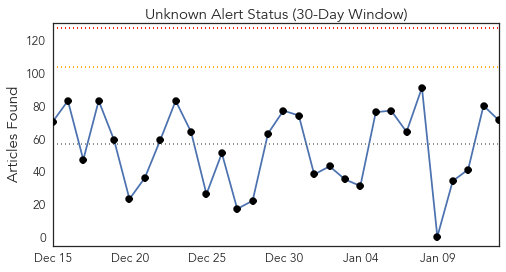 Unknown Alert Status (30-Day Window)
Articles Found
120
100
80
60
40
20
0
Dec 15 Dec 20 Dec 25 Dec 30 Jan 04 Jan 09